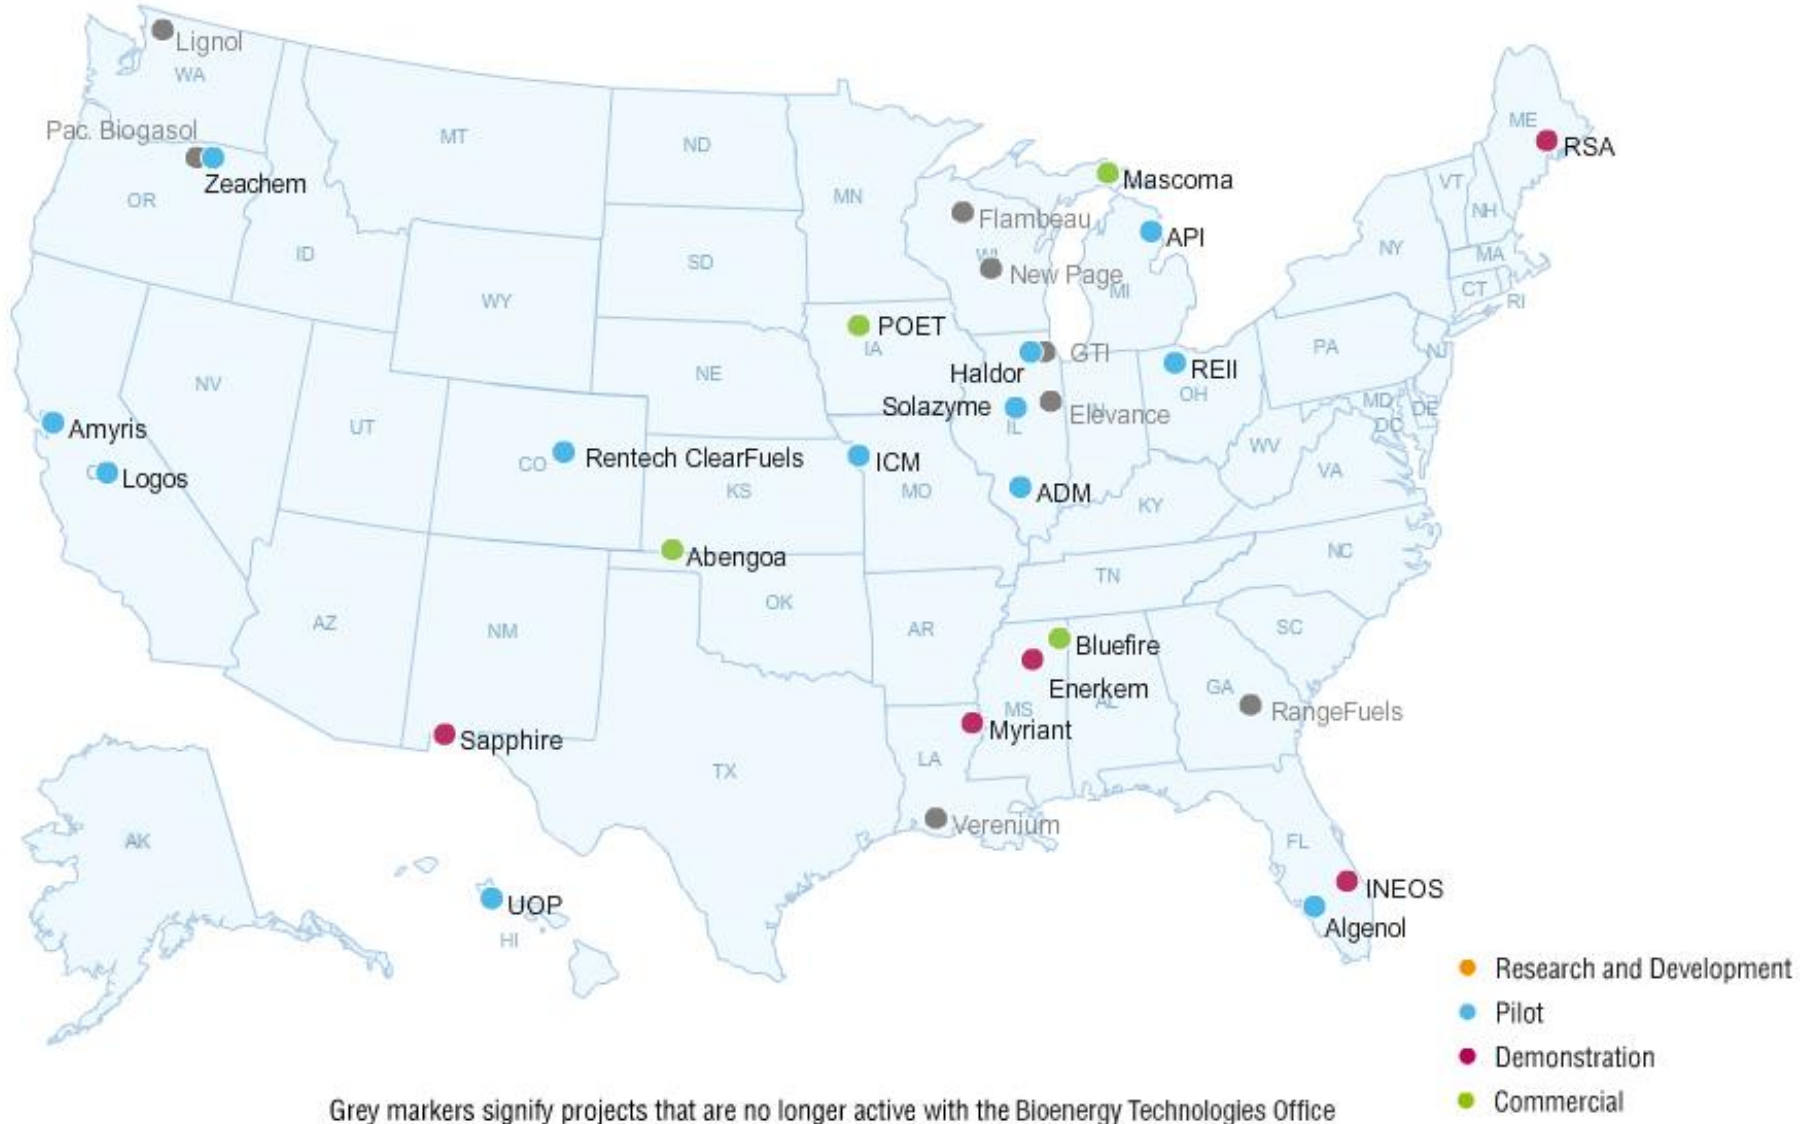 Lignol
WA
Pac. Biogasol
Zeachem
OR
MT
ND
ME
RSA
VT
NH
MN
Mascoma
Flambeau
API
WI
New Page
MI
NY
MA
CT
RI
ID
SD
WY
POET
IA
Haldor
GTI
REII
OH
PA
NJ
NV
NE
Solazyme
IL
Elevance
IN
MD
DE
DC
Amyris
UT
WV
CO
Rentech ClearFuels
ICM
VA
Logos
KS
MO
ADM
KY
Abengoa
NC
TN
AZ
NM
OK
AR
SC
Bluefire
Enerkem
MS
AL
GA
RangeFuels
Sapphire
Myriant
TX
LA
Verenium
AK
FL
UOP
HI
INEOS
Algenol
Research and Development
Pilot
Demonstration
Commercial
Grey markers signify projects that are no longer active with the Bioenergy Technologies Office